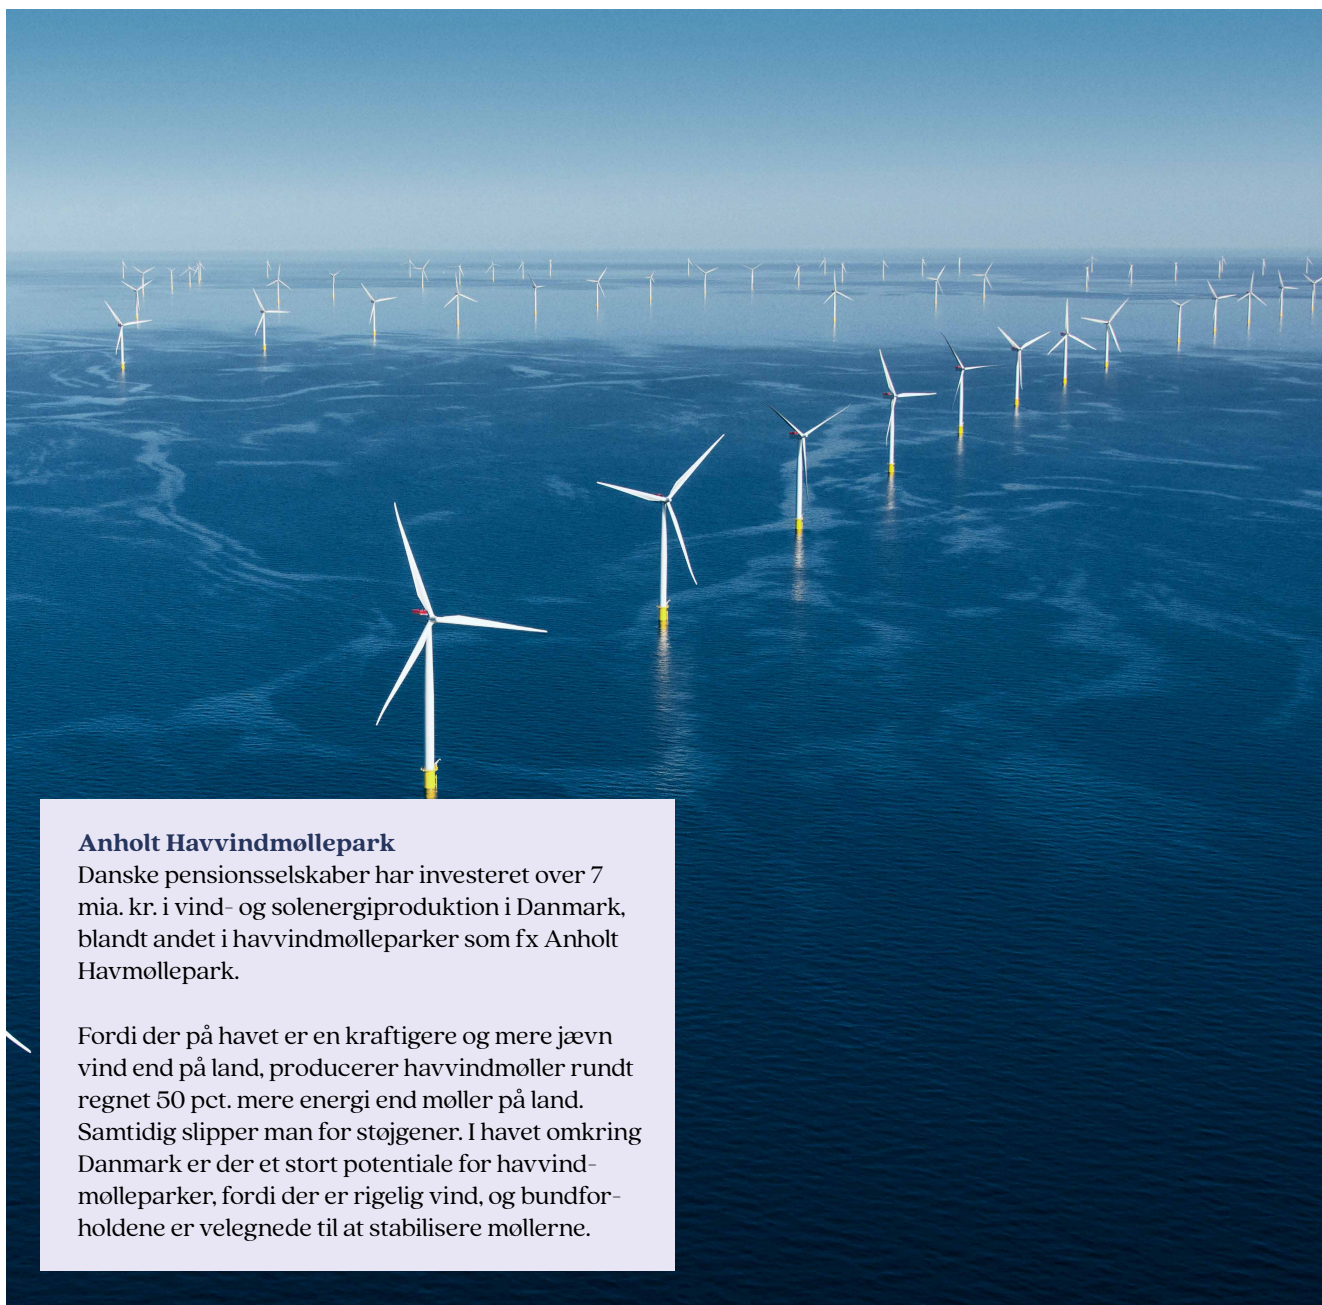 Anholt Havvindmøllepark
Danske pensionsselskaber har investeret over 7
mia. kr. i vind- og solenergiproduktion i Danmark,
blandt andet i havvindmølleparker som fx Anholt
Havmøllepark.
Fordi der på havet er en kraftigere og mere jævn
vind end på land, producerer havvindmøller rundt
regnet 50 pct. mere energi end møller på land.
Samtidig slipper man for støjgener. I havet omkring
Danmark er der et stort potentiale for havvind-
mølleparker, fordi der er rigelig vind, og bundfor-
holdene er velegnede til at stabilisere møllerne.